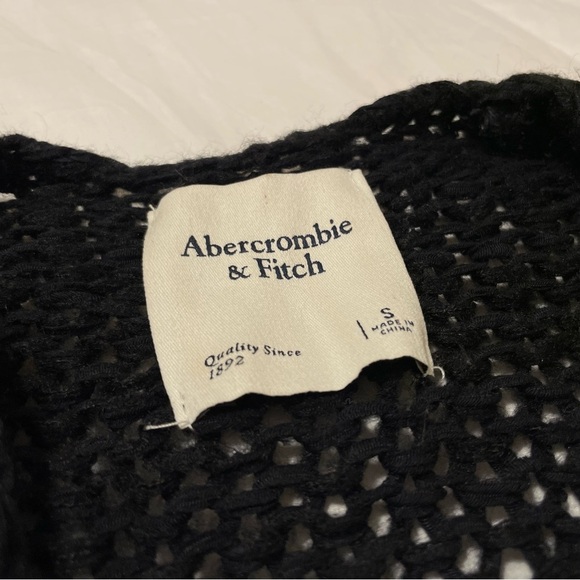 Abercrombie
& Fitch
Quality Since
1892
S
MADE IN
CHINA